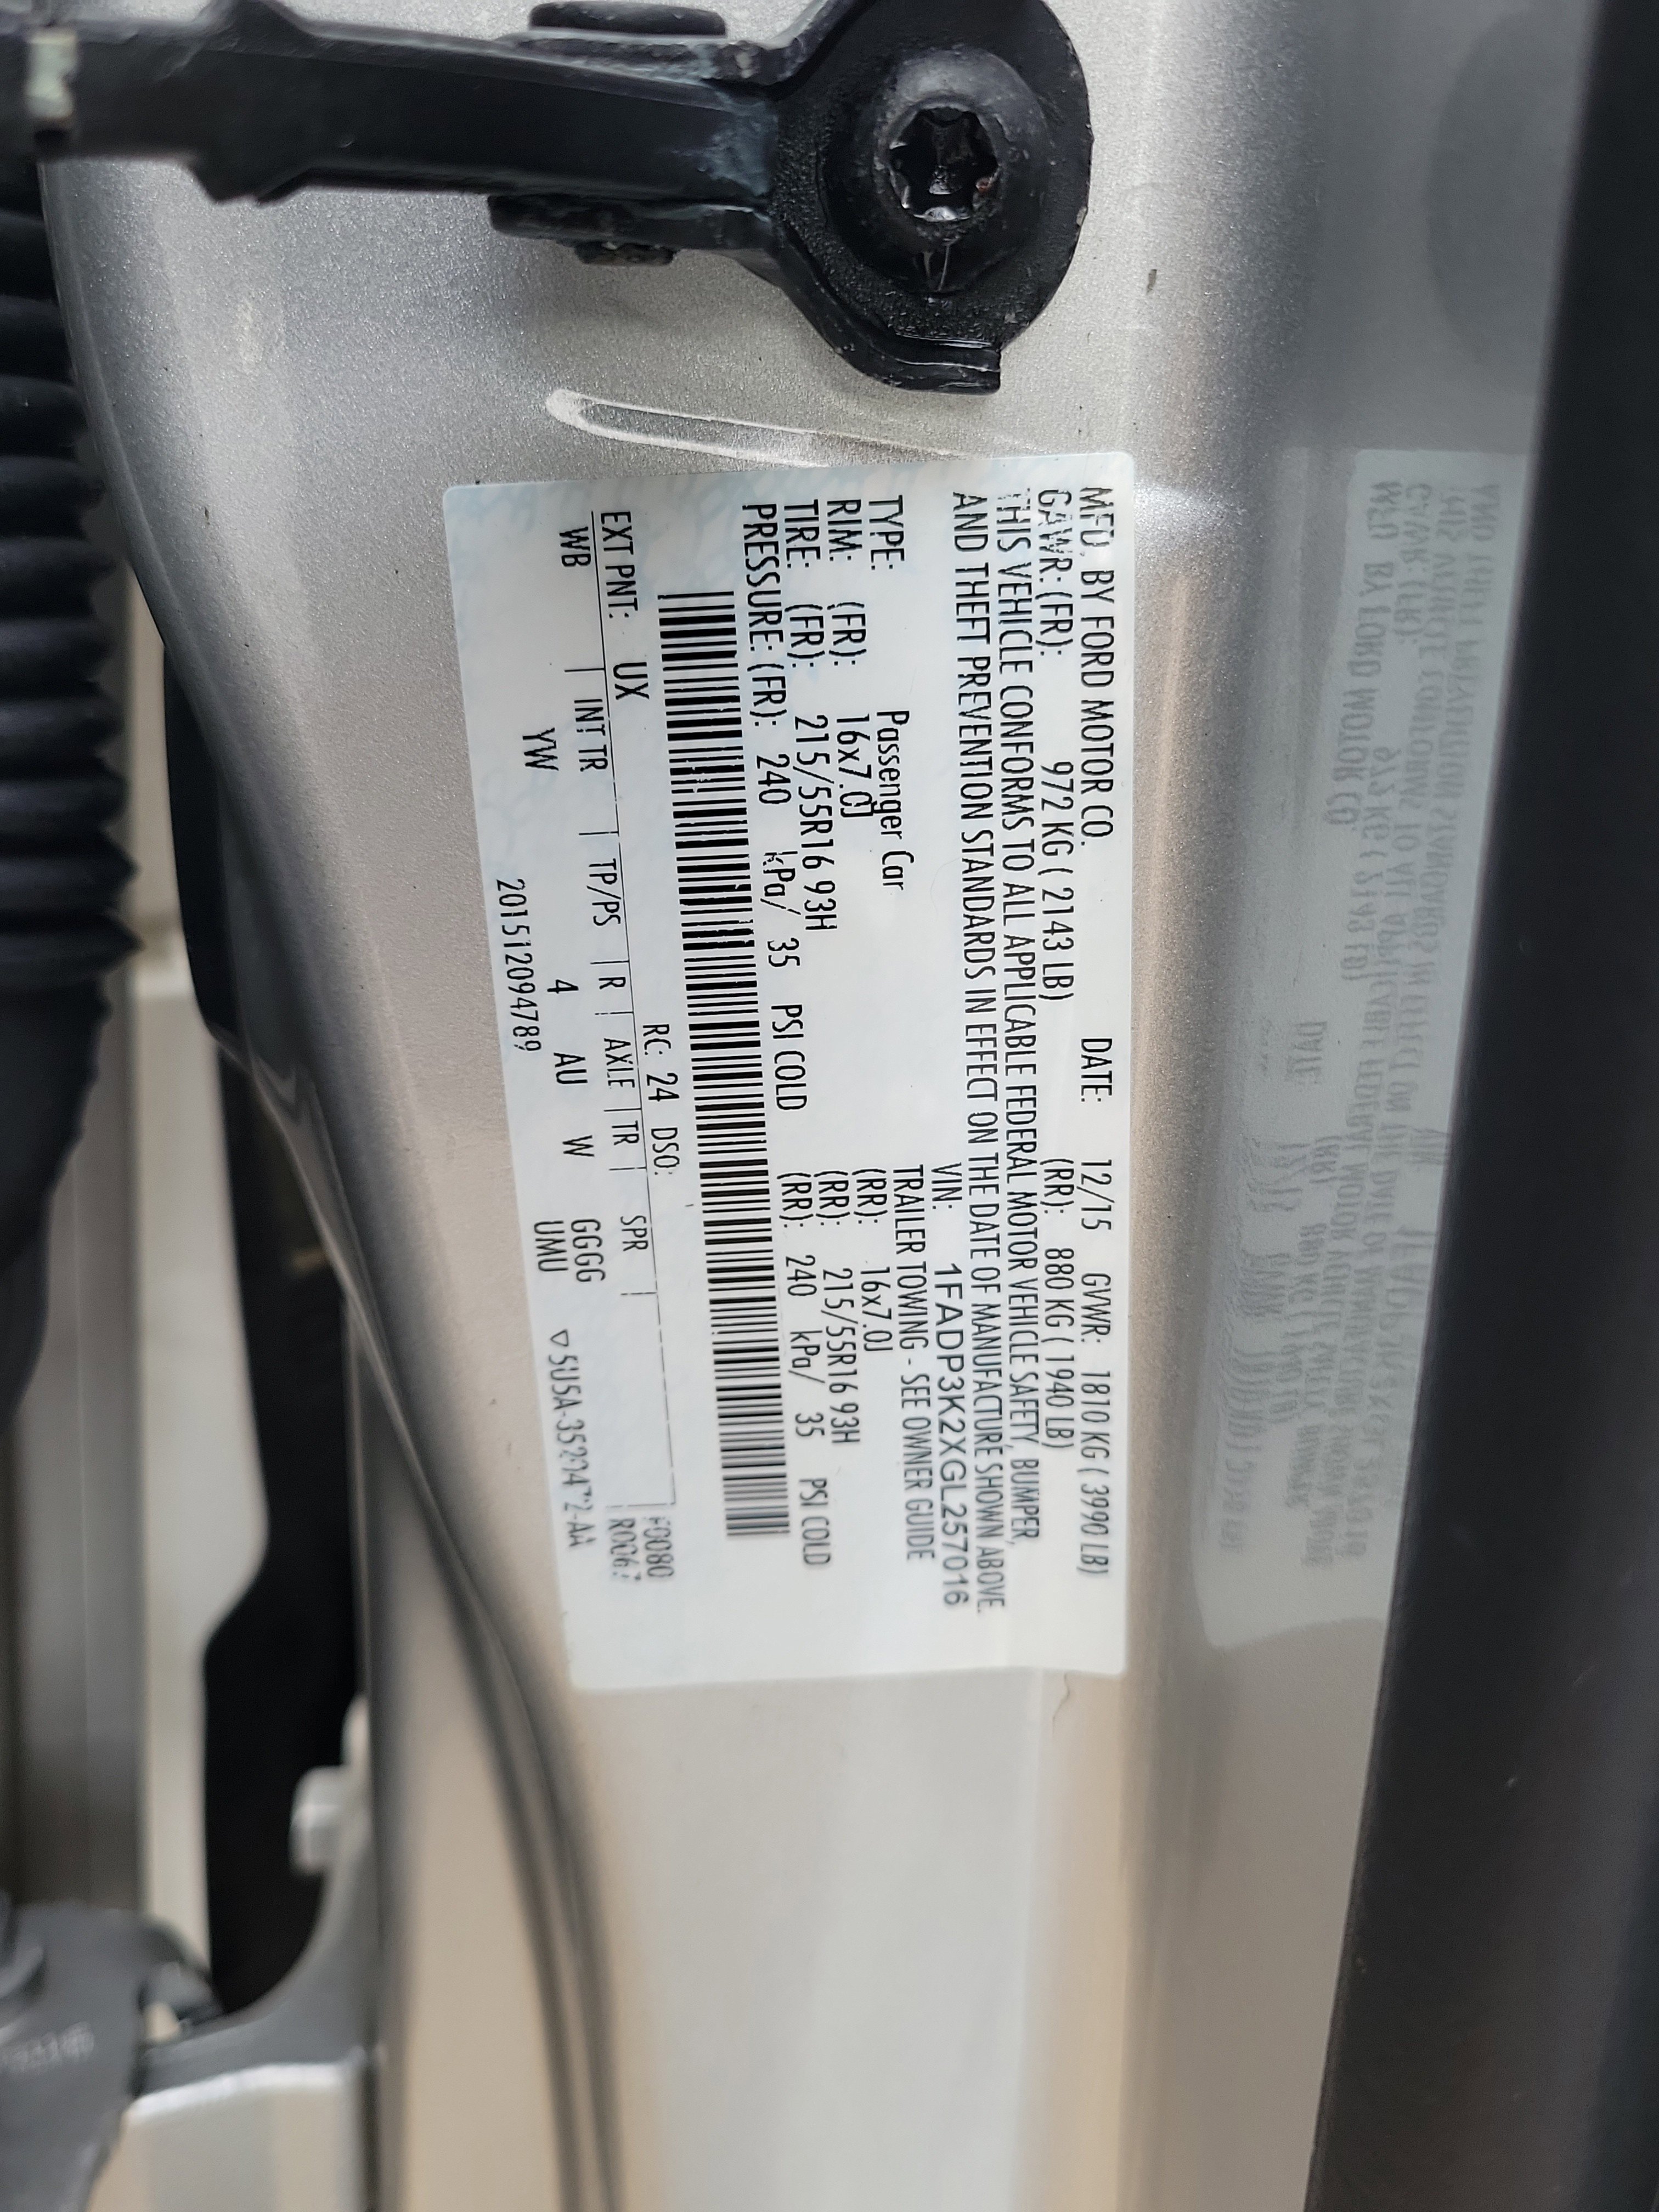 MFD. BY FORD MOTOR CO. DATE: 12/15 GVWR: 1810 KG ( 3990 LB)
GAWR: (FR): 972 KG ( 2143 LB) (RR): 880 KG ( 1940 LB)
THIS VEHICLE CONFORMS TO ALL APPLICABLE FEDERAL MOTOR VEHICLE SAFETY, BUMPER,
AND THEFT PREVENTION STANDARDS IN EFFECT ON THE DATE OF MANUFACTURE SHOWN ABOVE.
VIN: 1FADP3K2XGL257016
TYPE: Passenger Car TRAILER TOWING - SEE OWNER GUIDE
RIM: (FR): 16x7.0J (RR): 16x7.0J
TIRE: (FR): 215/55R16 93H (RR): 215/55R16 93H
PRESSURE: (FR): 240 kPa/ 35 PSI COLD (RR): 240 kPa/ 35 PSI COLD
RC: 24 DSO: F0080
EXT PNT: UX R0067
WB INT TR TP/PS R AXLE TR SPR
YW 4 AU W GGGG
UMU
201512094789